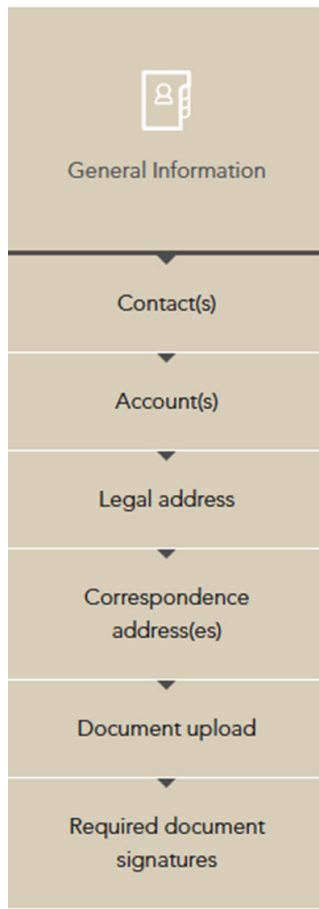 General Information
Contact(s)
Account(s)
Legal address
Correspondence
address(es)
Document upload
Required document
signatures